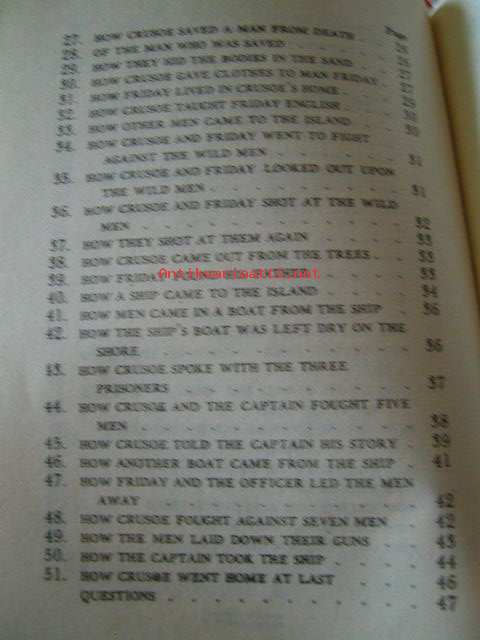 Page
27. HOW CRUSOE SAVED A MAN FROM DEATH
28. OF THE MAN WHO WAS SAVED
29. HOW THEY HID THE BODIES IN THE SAND
30. HOW CRUSOE GAVE CLOTHES TO MAN FRIDAY 27
31. HOW FRIDAY LIVED IN CRUSOE'S HOME 27
32. HOW CRUSOE TAUGHT FRIDAY ENGLISH 29
33. HOW OTHER MEN CAME TO THE ISLAND 30
34. HOW CRUSOE AND FRIDAY WENT TO FIGHT
AGAINST THE WILD MEN 31
35. HOW CRUSOE AND FRIDAY LOOKED OUT UPON
THE WILD MEN 31
36. HOW CRUSOE AND FRIDAY SHOT AT THE WILD
MEN 32
37. HOW THEY SHOT AT THEM AGAIN 33
38. HOW CRUSOE CAME OUT FROM THE TREES 33
39. HOW FRIDAY 33
40. HOW A SHIP CAME TO THE ISLAND 34
41. HOW MEN CAME IN A BOAT FROM THE SHIP 36
42. HOW THE SHIP'S BOAT WAS LEFT DRY ON THE
SHORE 36
43. HOW CRUSOE SPOKE WITH THE THREE
PRISONERS 37
44. HOW CRUSOE AND THE CAPTAIN FOUGHT FIVE
MEN 38
45. HOW CRUSOE TOLD THE CAPTAIN HIS STORY 39
46. HOW ANOTHER BOAT CAME FROM THE SHIP 41
47. HOW FRIDAY AND THE OFFICER LED THE MEN
AWAY 42
48. HOW CRUSOE FOUGHT AGAINST SEVEN MEN 42
49. HOW THE MEN LAID DOWN THEIR GUNS 43
50. HOW THE CAPTAIN TOOK THE SHIP 44
51. HOW CRUSOE WENT HOME AT LAST 46
QUESTIONS 47